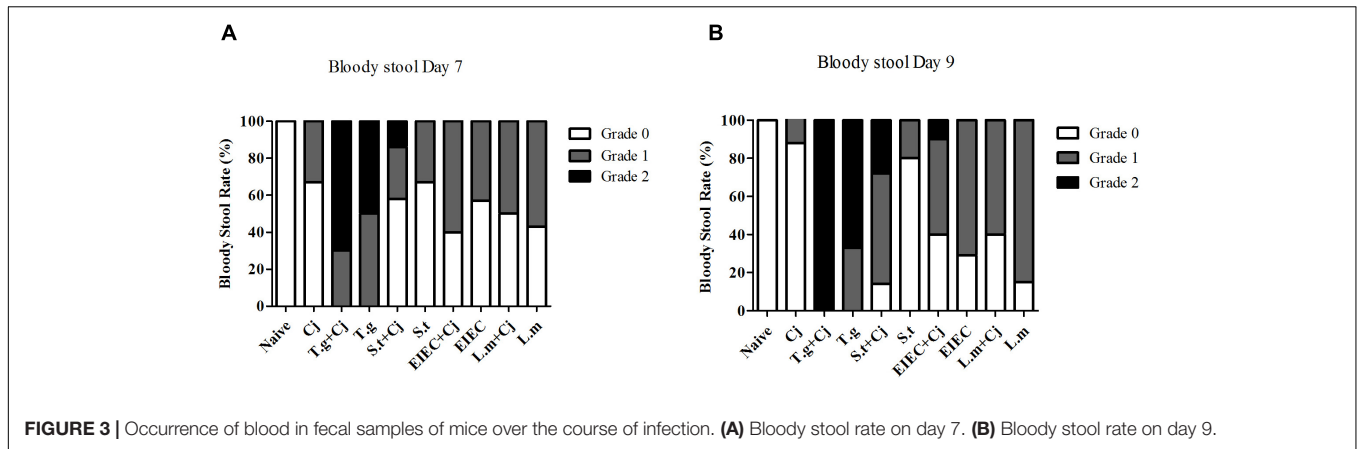 A
Bloody stool Day 7
Bloody Stool Rate (%)
100
80
60
40
20
0
Naive
Cj
T.g+Cj
T.g
S.t+Cj
S.t
EIEC+Cj
EIEC
L.m+Cj
L.m
Grade 0
Grade 1
Grade 2
B
Bloody stool Day 9
Bloody Stool Rate (%)
100
80
60
40
20
0
Naive
Cj
T.g+Cj
T.g
S.t+Cj
S.t
EIEC+Cj
EIEC
L.m+Cj
L.m
Grade 0
Grade 1
Grade 2
FIGURE 3 | Occurrence of blood in fecal samples of mice over the course of infection. (A) Bloody stool rate on day 7. (B) Bloody stool rate on day 9.